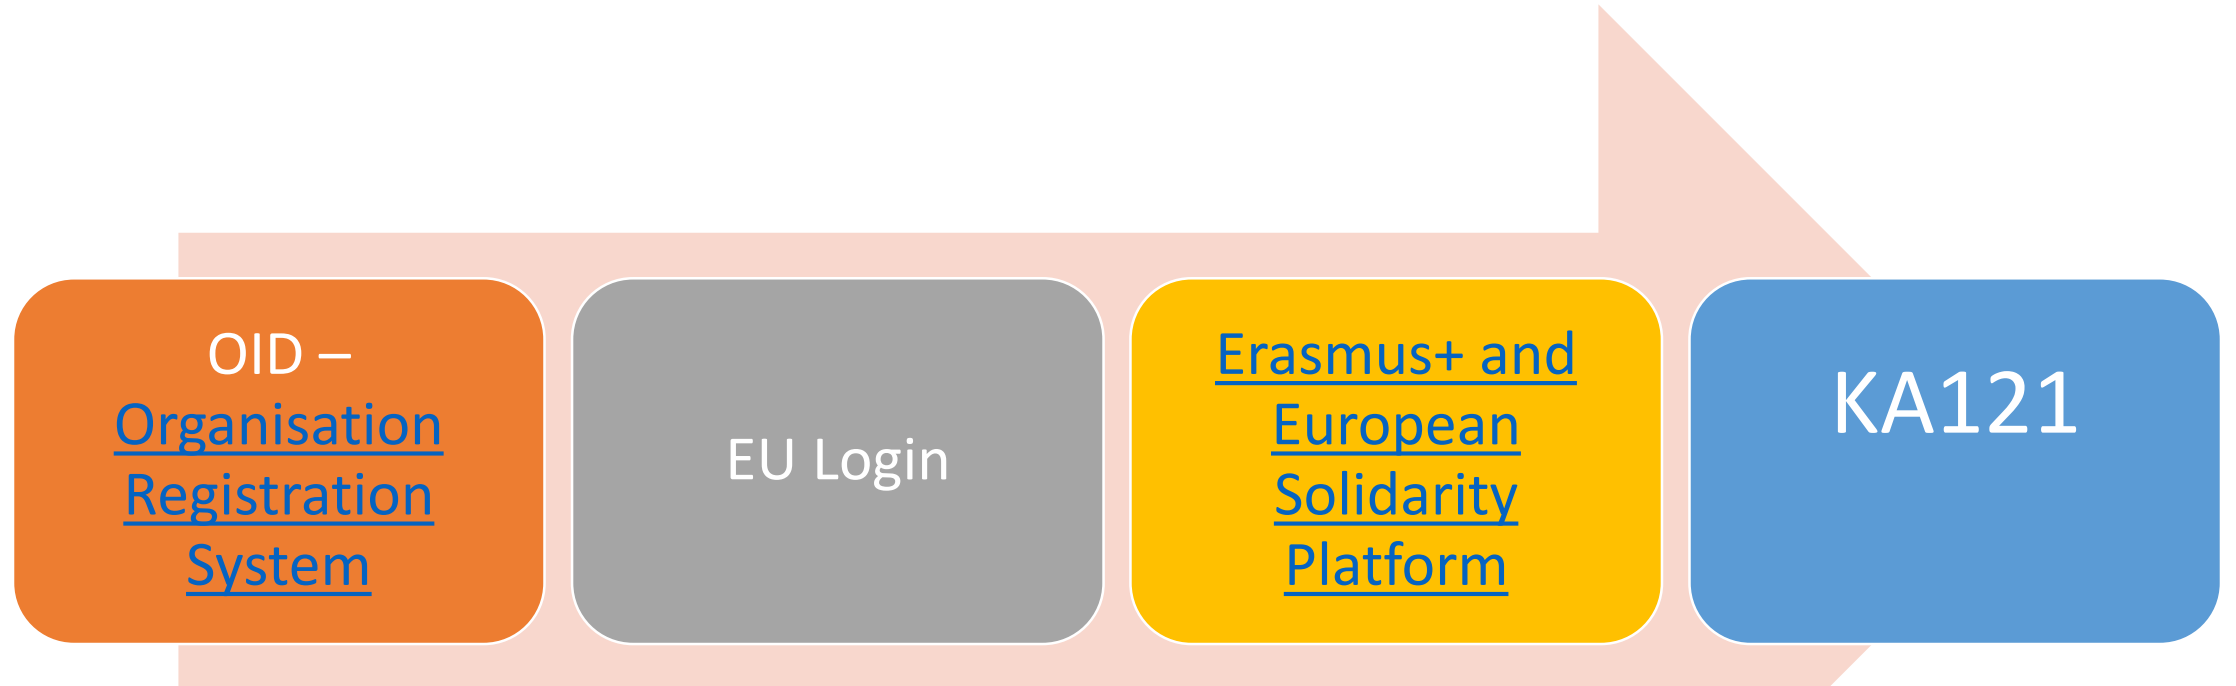 OID –
Organisation
Registration
System
EU Login
Erasmus+ and
European
Solidarity
Platform
KA121